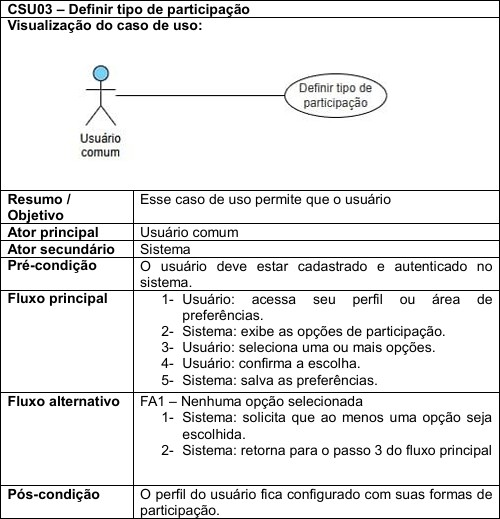 CSU03 – Definir tipo de participação
Visualização do caso de uso:
Definir tipo de
participação
Usuário
comum
Resumo /
Objetivo
Esse caso de uso permite que o usuário
Ator principal
Usuário comum
Ator secundário
Sistema
Pré-condição
O usuário deve estar cadastrado e autenticado no
sistema.
Fluxo principal
1- Usuário: acessa seu perfil ou área de
preferências.
2- Sistema: exibe as opções de participação.
3- Usuário: seleciona uma ou mais opções.
4- Usuário: confirma a escolha.
5- Sistema: salva as preferências.
Fluxo alternativo
FA1 – Nenhuma opção selecionada
1- Sistema: solicita que ao menos uma opção seja
escolhida.
2- Sistema: retorna para o passo 3 do fluxo principal
Pós-condição
O perfil do usuário fica configurado com suas formas de
participação.